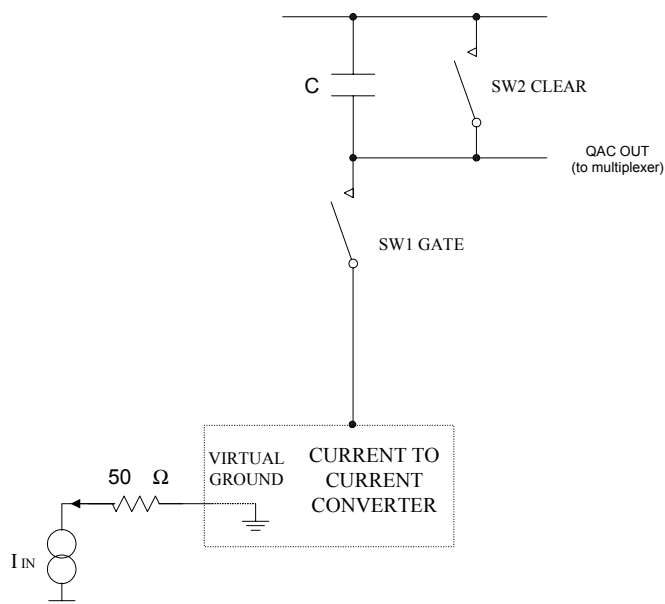 C
SW2 CLEAR
QAC OUT
(to multiplexer)
SW1 GATE
VIRTUAL
GROUND
CURRENT TO
CURRENT
CONVERTER
50 Ω
I IN